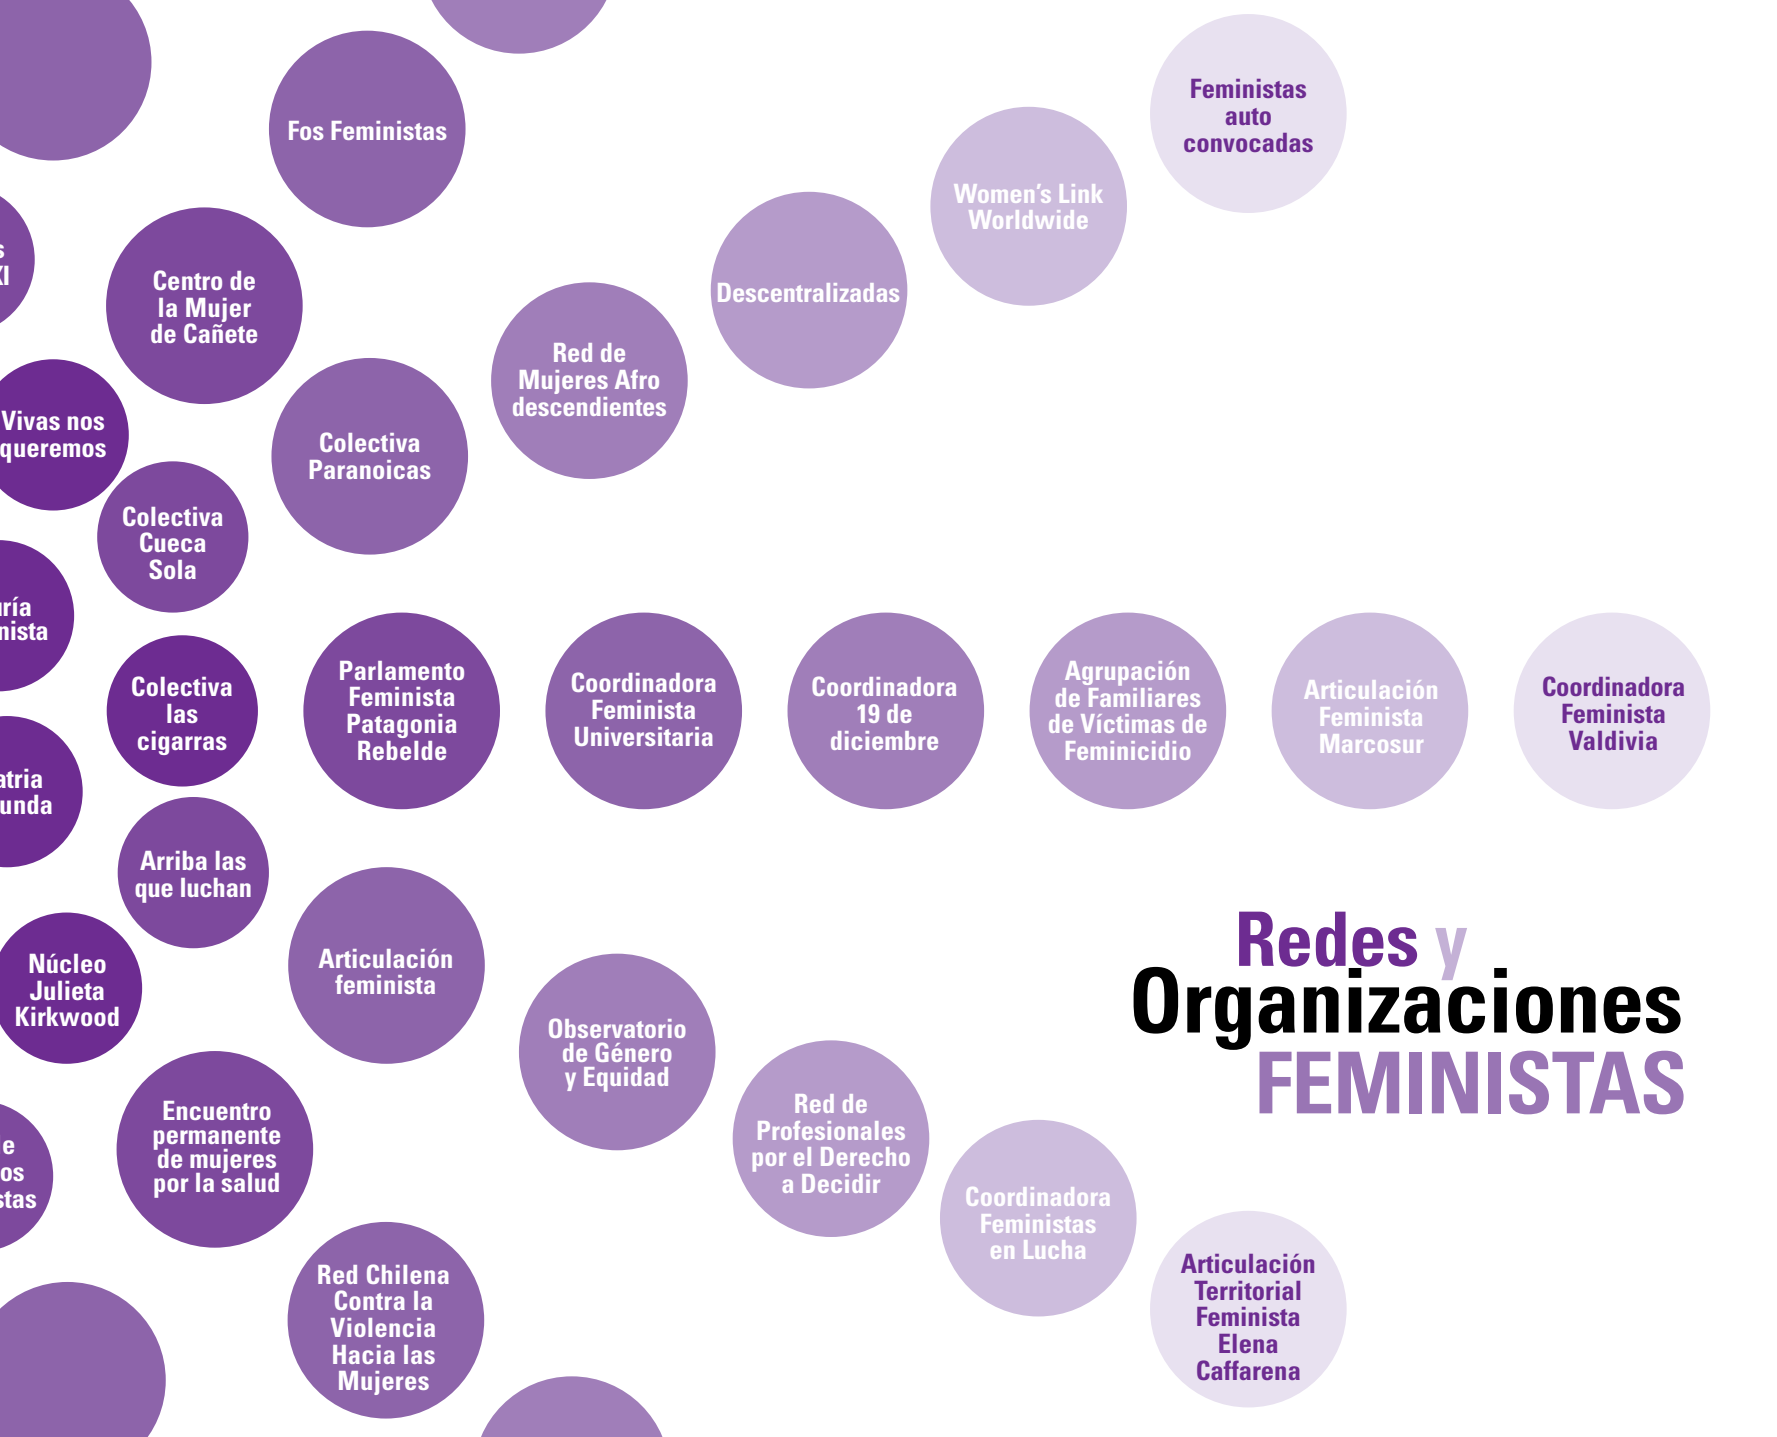 Fos Feministas
Feministas
auto
convocadas
Women's Link
Worldwide
Descentralizadas
Centro de
la Mujer
de Cañete
Red de
Mujeres Afro
descendientes
Vivas nos
queremos
Colectiva
Paranoicas
Colectiva
Cueca
Sola
Colectiva
las
cigarras
Parlamento
Feminista
Patagonia
Rebelde
Coordinadora
Feminista
Universitaria
Coordinadora
19 de
diciembre
Agrupación
de Familiares
de Víctimas de
Feminicidio
Articulación
Feminista
Marcosur
Coordinadora
Feminista
Valdivia
Arriba las
que luchan
Núcleo
Julieta
Kirkwood
Articulación
feminista
Observatorio
de Género
y Equidad
Redes y
Organizaciones
FEMINISTAS
Encuentro
permanente
de mujeres
por la salud
Red de
Profesionales
por el Derecho
a Decidir
Coordinadora
Feministas
en Lucha
Red Chilena
Contra la
Violencia
Hacia las
Mujeres
Articulación
Territorial
Feminista
Elena
Caffarena